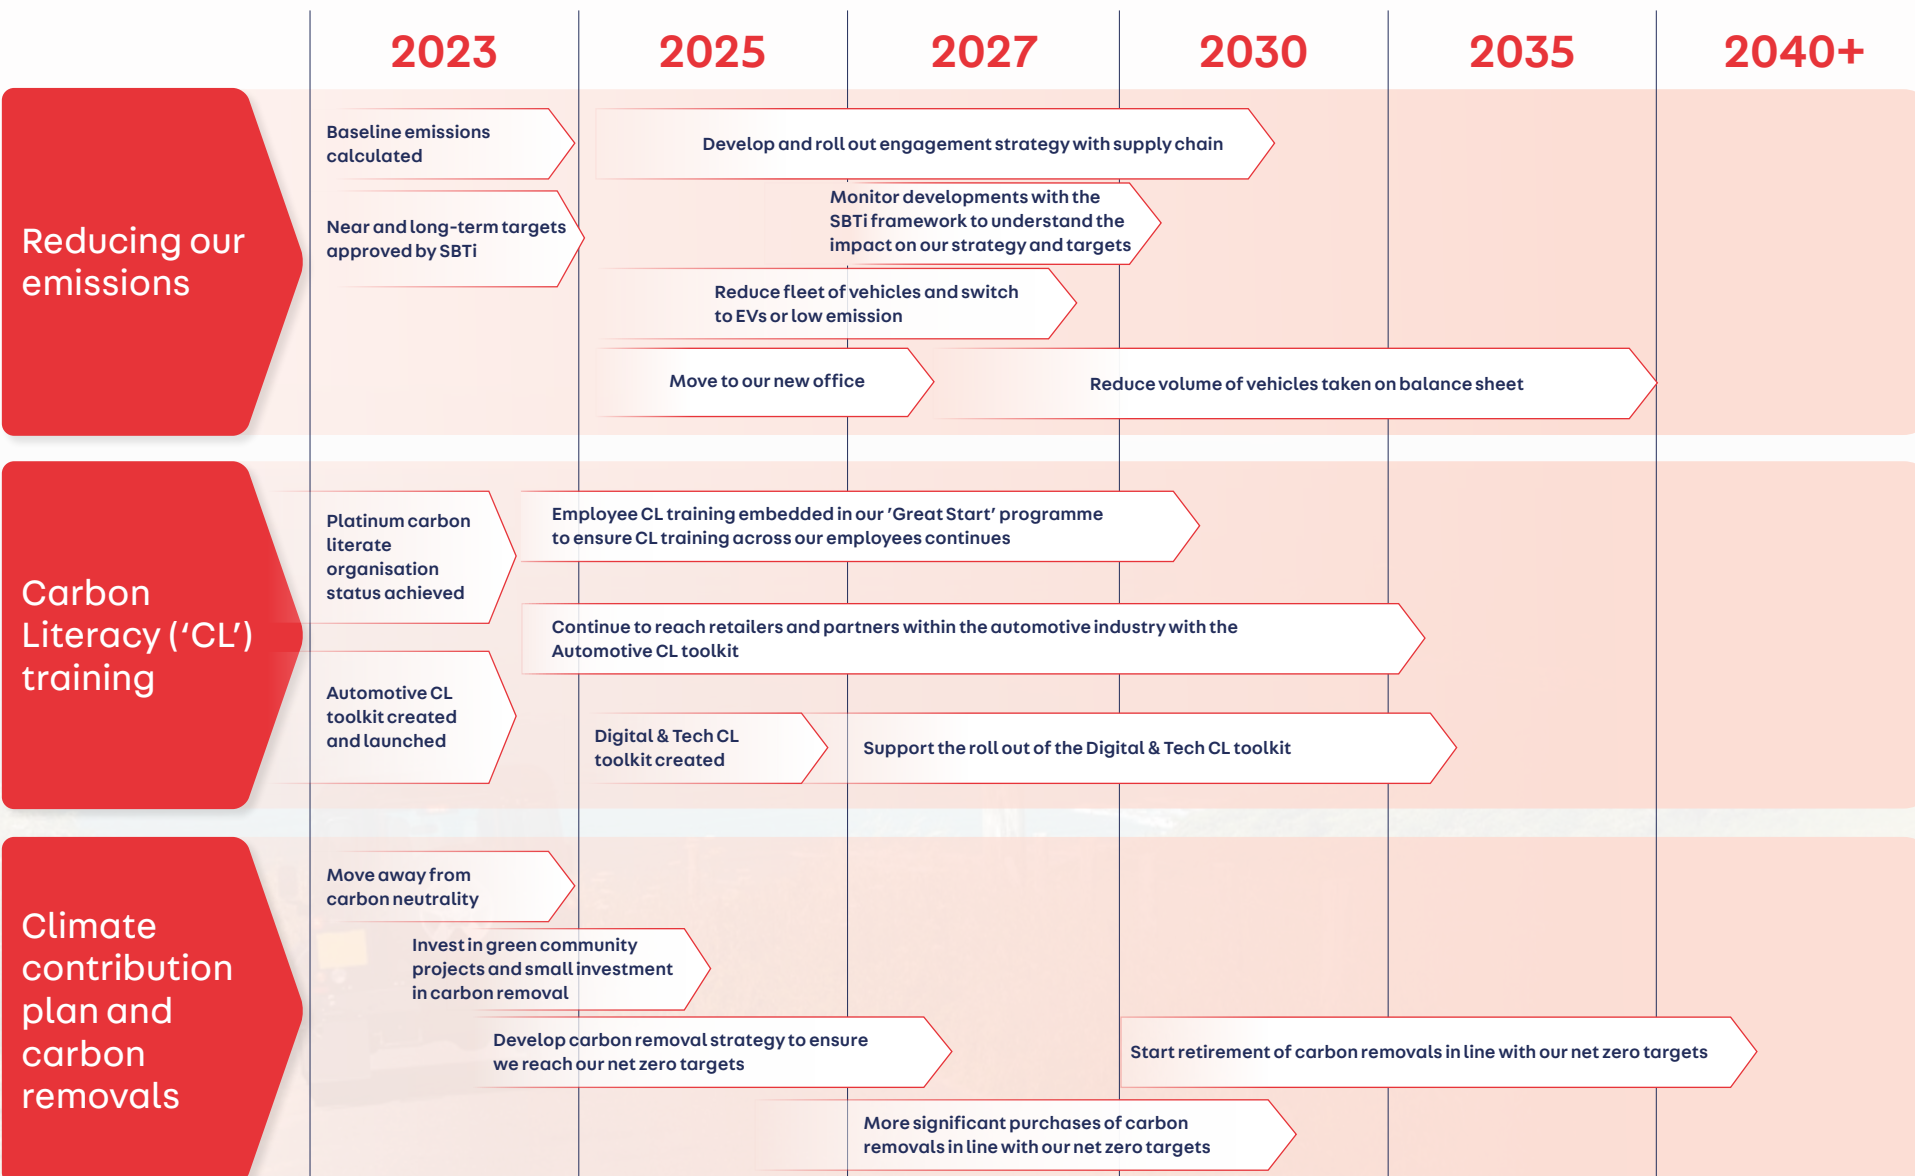 2023 2025 2027 2030 2035 2040+
Reducing our
emissions
Baseline emissions
calculated
Develop and roll out engagement strategy with supply chain
Near and long-term targets
approved by SBTi
Monitor developments with the
SBTi framework to understand the
impact on our strategy and targets
Reduce fleet of vehicles and switch
to EVs or low emission
Move to our new office
Reduce volume of vehicles taken on balance sheet
Carbon
Literacy (‘CL’)
training
Platinum carbon
literate
organisation
status achieved
Employee CL training embedded in our ’Great Start’ programme
to ensure CL training across our employees continues
Continue to reach retailers and partners within the automotive industry with the
Automotive CL toolkit
Automotive CL
toolkit created
and launched
Digital & Tech CL
toolkit created
Support the roll out of the Digital & Tech CL toolkit
Climate
contribution
plan and
carbon
removals
Move away from
carbon neutrality
Invest in green community
projects and small investment
in carbon removal
Develop carbon removal strategy to ensure
we reach our net zero targets
Start retirement of carbon removals in line with our net zero targets
More significant purchases of carbon
removals in line with our net zero targets